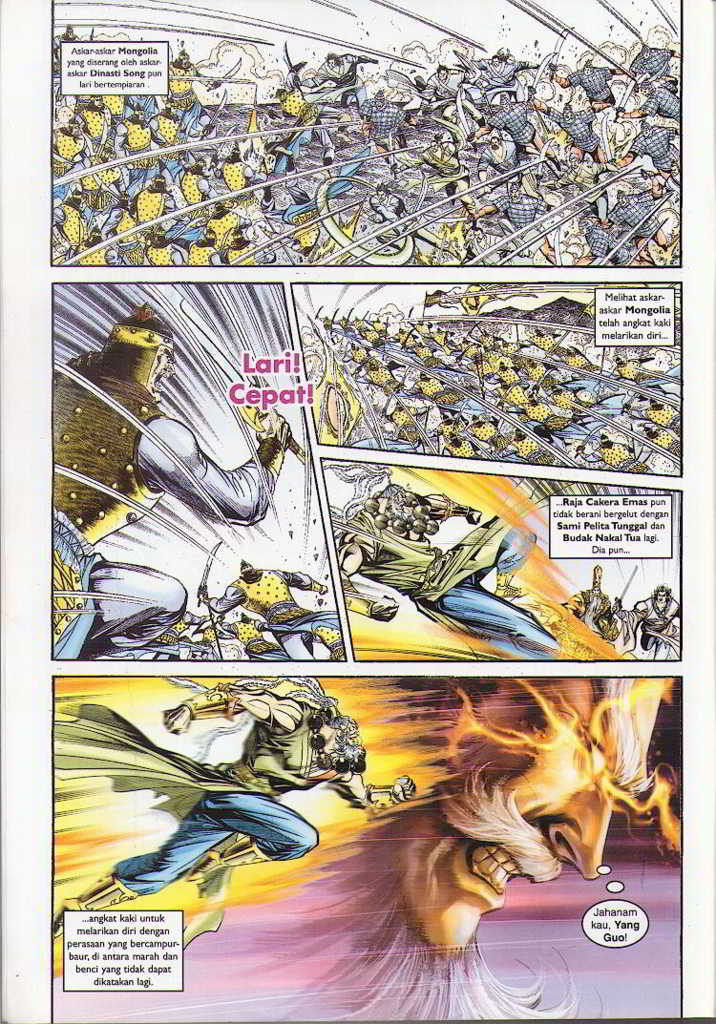 Askar-askar Mongolia
yang diserang oleh askar-
askar Dinasti Song pun
lari bertempiaran .
Lari!
Cepat!
Melihat askar-
askar Mongolia
telah angkat kaki
melarikan diri...
...Raja Cakera Emas pun
tidak berani bergelut dengan
Sami Pelita Tunggal dan
Budak Nakal Tua lagi.
Dia pun...
...angkat kaki untuk
melarikan diri dengan
perasaan yang bercampur-
baur, di antara marah dan
benci yang tidak dapat
dikatakan lagi.
Jahanam
kau, Yang
Guo!